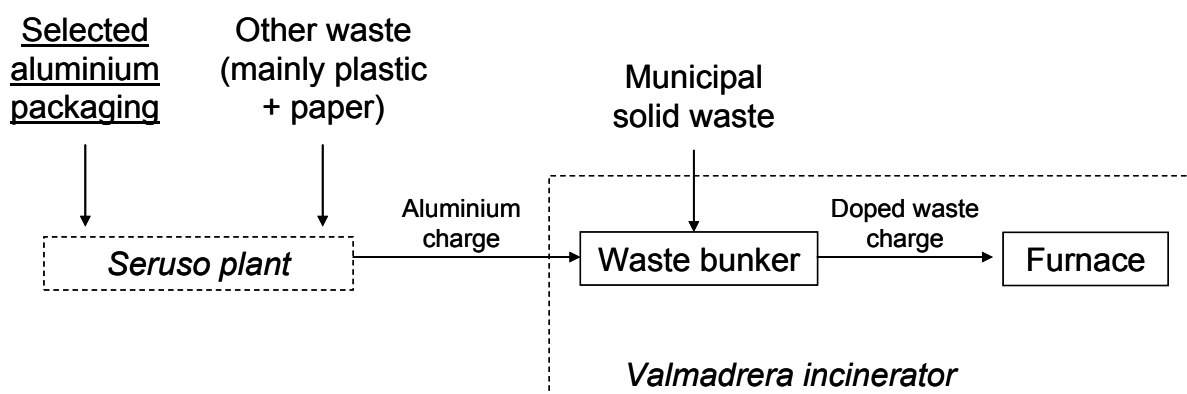 Selected
aluminium
packaging
Other waste
(mainly plastic
+ paper)
Municipal
solid waste
Aluminium
charge
Doped waste
charge
Seruso plant
Waste bunker
Furnace
Valmadrera incinerator